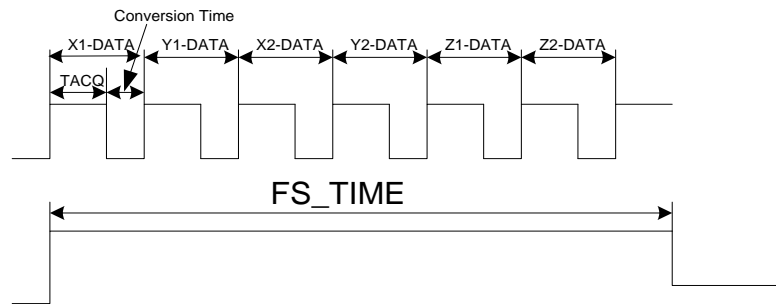 Conversion Time
X1-DATA Y1-DATA X2-DATA Y2-DATA Z1-DATA Z2-DATA
TACQ
FS_TIME